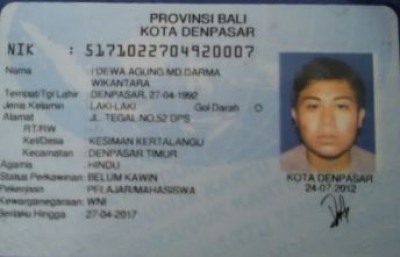 PROVINSI BALI
KOTA DENPASAR
NIK : 5171022704920007
Nama : I DEWA AGUNG.MD.DARMA
WIKANTARA
Tempat/Tgl Lahir : DENPASAR, 27-04-1992
Jenis Kelamin : LAKI-LAKI Gol Darah : O
Alamat : JL. TEGAL NO.52 DPS
RT/RW :
Kel/Desa : KESIMAN KERTALANGU
Kecamatan : DENPASAR TIMUR
Agama : HINDU
Status Perkawinan: BELUM KAWIN
Pekerjaan : PELAJAR/MAHASISWA
Kewarganegaraan: WNI
Berlaku Hingga : 27-04-2017
KOTA DENPASAR
24-07-2012